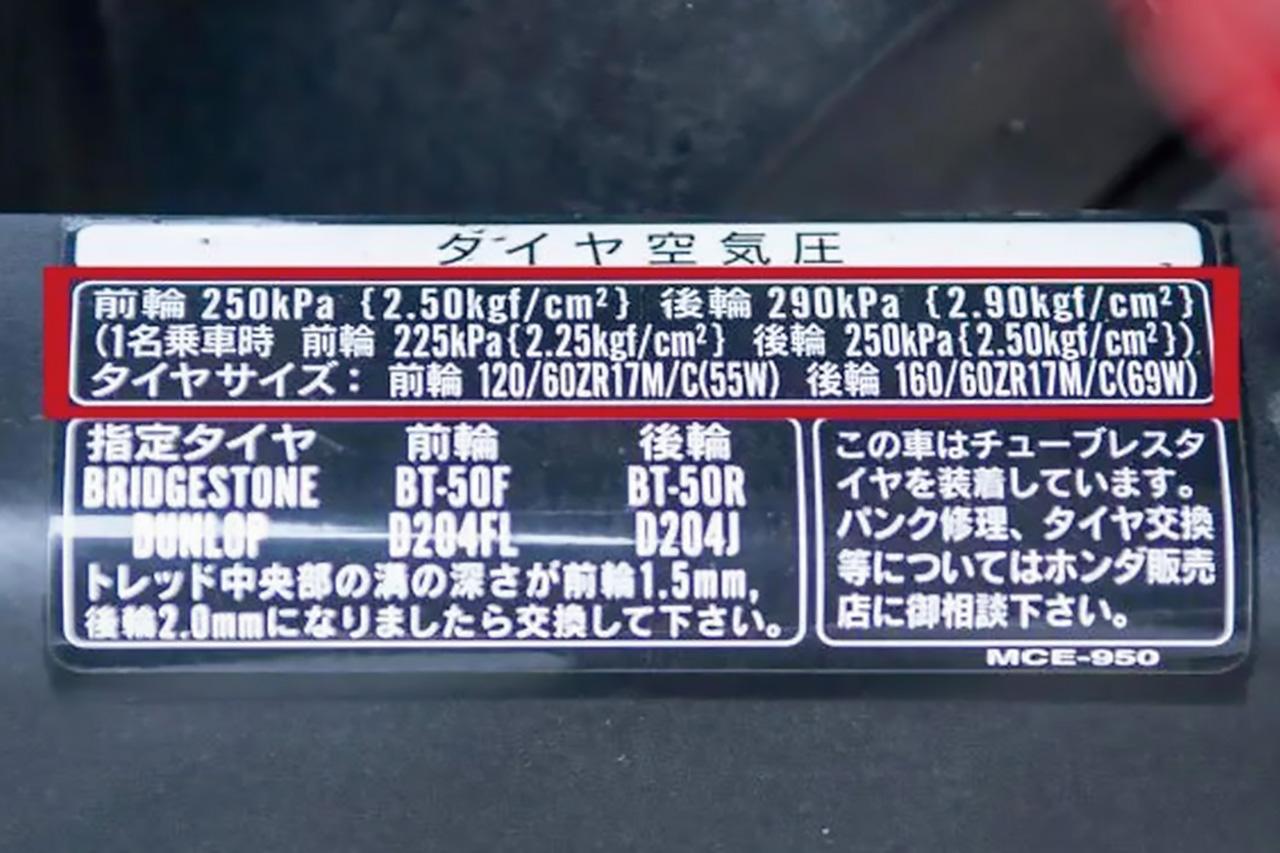 タイヤ空気圧
前輪 250kPa {2.50kgf/cm²} 後輪 290kPa {2.90kgf/cm²}
(1名乗車時 前輪 225kPa{2.25kgf/cm²} 後輪 250kPa{2.50kgf/cm²})
タイヤサイズ： 前輪 120/60ZR17M/C(55W) 後輪 160/60ZR17M/C(69W)
指定タイヤ 前輪 後輪
BRIDGESTONE BT-50F BT-50R
DUNLOP D204FL D204J
トレッド中央部の溝の深さが前輪1.5mm,
後輪2.0mmになりましたら交換して下さい。
この車はチューブレスタ
イヤを装着しています。
パンク修理、タイヤ交換
等についてはホンダ販売
店に御相談下さい。
MCE-950